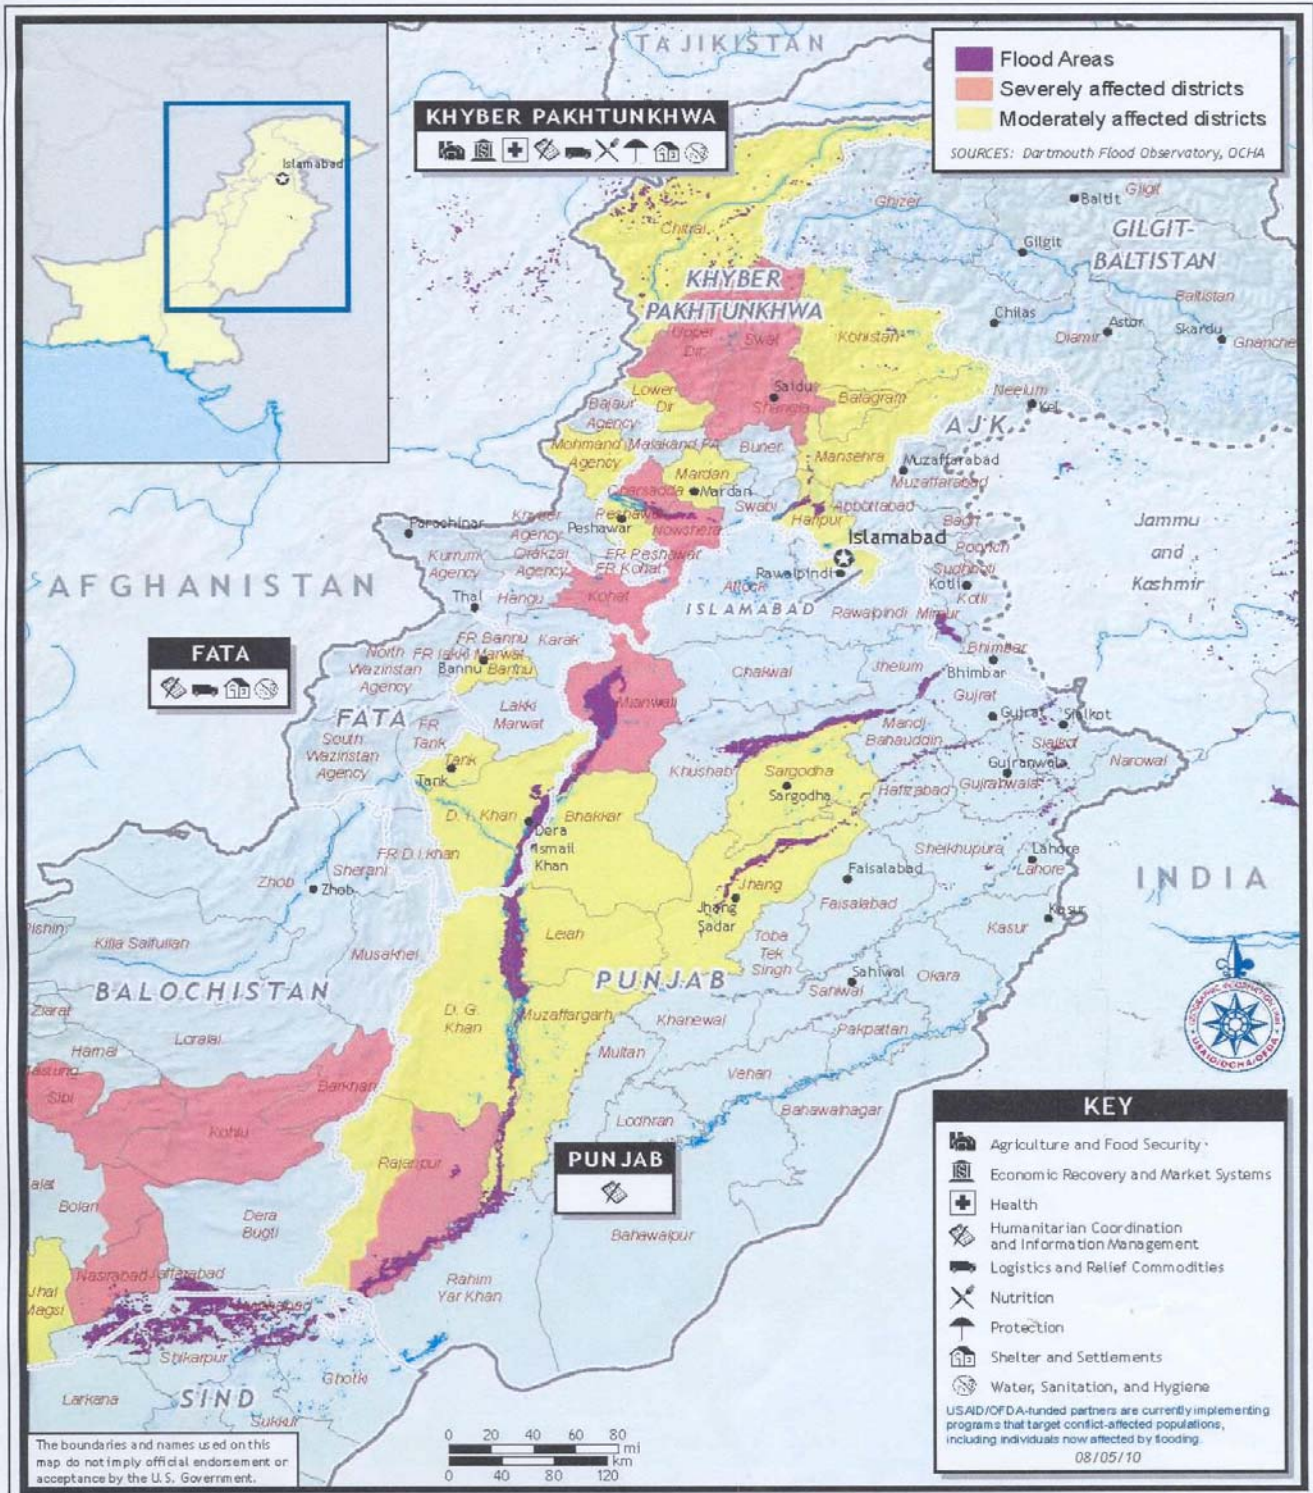 TAJIKISTAN
Flood Areas
Severely affected districts
Moderately affected districts
SOURCES: Dartmouth Flood Observatory, OCHA
KHYBER PAKHTUNKHWA
Islamabad
Chitral
Ghizer
Baltit
Gilgit
Gilgit
GILGIT-
BALTISTAN
Baltistan
KHYBER
PAKHTUNKHWA
Chilas
Astor
Diamir
Skardu
Upper
Dir
Swat
Kohistan
Saidu
Shangla
Batagram
Lower
Dir
Bajaur
Agency
Neelum
Kel
AJK
Mohmand
Agency
Malakand PA
Buner
Mansehra
Muzaffarabad
Muzaffarabad
Mardan
Mardan
Charsadda
Swabi
Abbottabad
Haripur
Peshawar
Peshawar
Nowshera
Parachinar
Khyber
Agency
Islamabad
Bagh
Poonch
Sudhnoti
Jammu
and
Kashmir
Kurrum
Agency
Orakzai
Agency
FR Peshawar
FR Kohat
Rawalpindi
Kotli
Kotli
AFGHANISTAN
Thal
Hangu
Kohat
Attock
ISLAMABAD
Rawalpindi
Mirpur
FATA
FR Bannu
Karak
North
Waziristan
Agency
FR lakki Marwat
Bannu
Bannu
Chakwal
Jhelum
Bhimbar
Bhimbar
Mianwali
Lakki
Marwat
Gujrat
Gujrat
Sialkot
Sialkot
FATA
FR
Tank
South
Waziristan
Agency
Mandi
Bahauddin
Tank
Tank
Khushab
Sargodha
Sargodha
Hafizabad
Gujranwala
Gujranwala
Narowal
D. I. Khan
Bhakkar
Dera
Ismail
Khan
FR D.I.khan
Sherani
Zhob
Zhob
Sheikhupura
Lahore
Lahore
INDIA
Faisalabad
Faisalabad
Jhang
Jhang
Sadar
Kasur
Kasur
Killa Saifullah
Musakhel
Leiah
Toba
Tek
Singh
BALOCHISTAN
PUNJAB
Sahiwal
Sahiwal
Okara
Ziarat
Loralai
D. G.
Khan
Muzaffargarh
Khanewal
Pakpattan
Multan
Vehari
Sibi
Barkhan
Kohlu
Lodhran
Bahawalnagar
Rajanpur
PUNJAB
Bolan
Dera
Bugti
Bahawalpur
Nasirabad
Jaffarabad
Jhal
Magsi
Rahim
Yar Khan
Shikarpur
Ghotki
Larkana
SIND
Sukkur
GEOGRAPHIC INFORMATION UNIT
USAID/DCHA/OFDA
KEY
Agriculture and Food Security
Economic Recovery and Market Systems
Health
Humanitarian Coordination
and Information Management
Logistics and Relief Commodities
Nutrition
Protection
Shelter and Settlements
Water, Sanitation, and Hygiene
USAID/OFDA-funded partners are currently implementing
programs that target conflict-affected populations,
including individuals now affected by flooding.
08/05/10
The boundaries and names used on this
map do not imply official endorsement or
acceptance by the U.S. Government.
0 20 40 60 80
mi
km
0 40 80 120